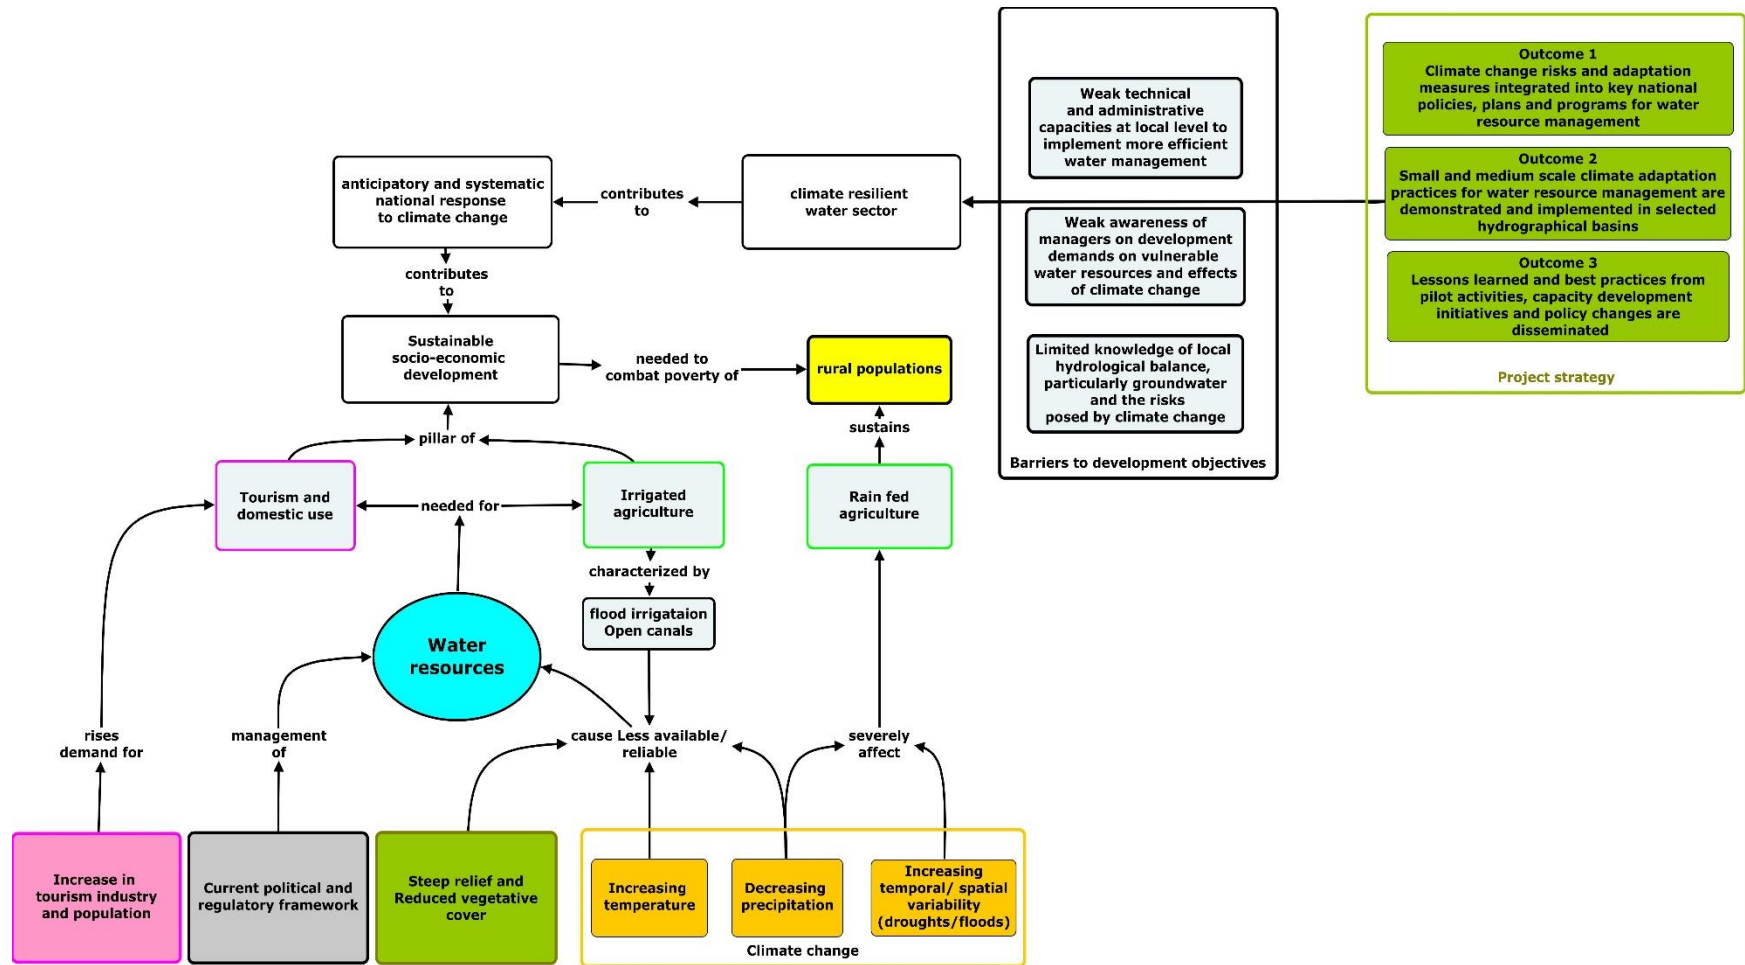 Outcome 1
Climate change risks and adaptation
measures integrated into key national
policies, plans and programs for water
resource management
Outcome 2
Small and medium scale climate adaptation
practices for water resource management are
demonstrated and implemented in selected
hydrographical basins
Outcome 3
Lessons learned and best practices from
pilot activities, capacity development
initiatives and policy changes are
disseminated
Project strategy
Weak technical
and administrative
capacities at local level to
implement more efficient
water management
Weak awareness of
managers on development
demands on vulnerable
water resources and effects
of climate change
Limited knowledge of local
hydrological balance,
particularly groundwater
and the risks
posed by climate change
Barriers to development objectives
anticipatory and systematic
national response
to climate change
contributes
to
climate resilient
water sector
contributes
to
Sustainable
socio-economic
development
needed to
combat poverty of
rural populations
pillar of
sustains
Tourism and
domestic use
needed for
Irrigated
agriculture
Rain fed
agriculture
characterized by
flood irrigataion
Open canals
Water
resources
rises
demand for
management
of
cause Less available/
reliable
severely
affect
Increase in
tourism industry
and population
Current political and
regulatory framework
Steep relief and
Reduced vegetative
cover
Increasing
temperature
Decreasing
precipitation
Increasing
temporal/ spatial
variability
(droughts/floods)
Climate change